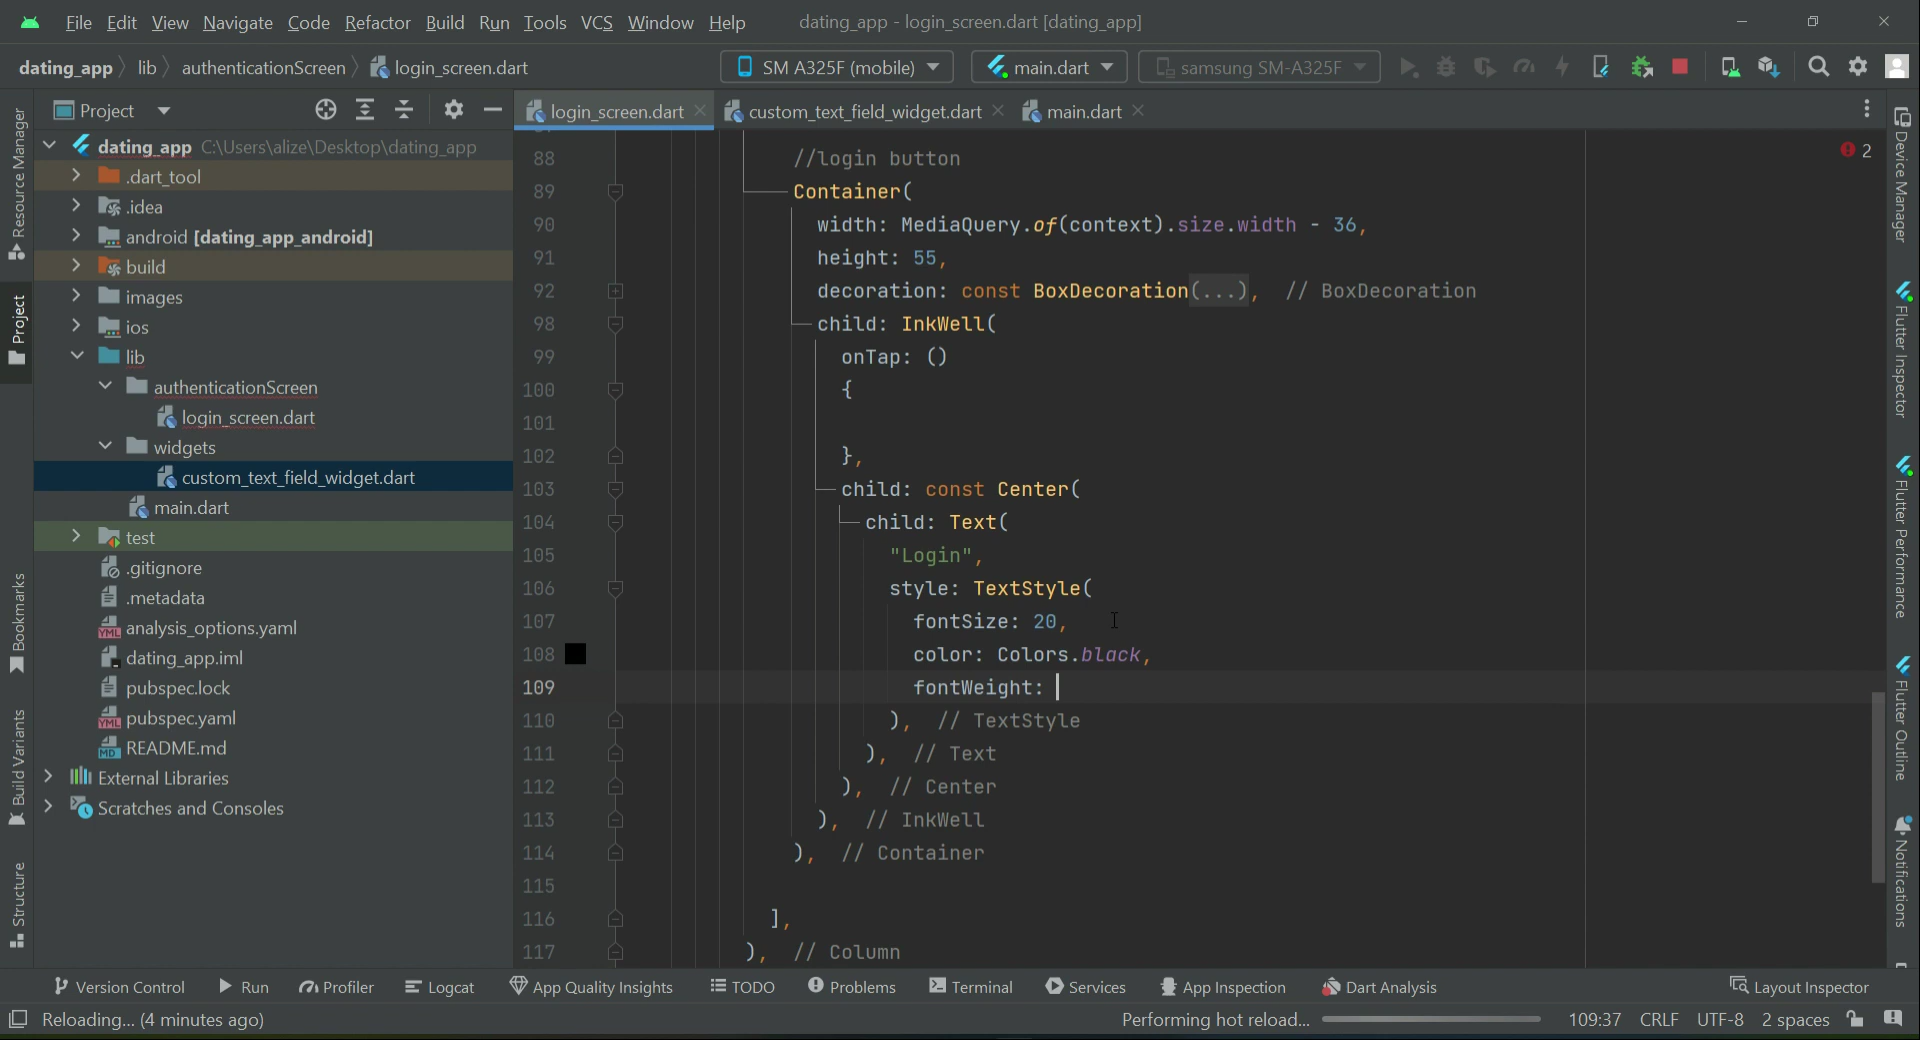 File Edit View Navigate Code Refactor Build Run Tools VCS Window Help dating_app - login_screen.dart [dating_app]
dating_app lib authenticationScreen login_screen.dart SM A325F (mobile) main.dart samsung SM-A325F
Project login_screen.dart custom_text_field_widget.dart main.dart
dating_app C:\Users\alize\Desktop\dating_app
.dart_tool
.idea
android [dating_app_android]
build
images
ios
lib
authenticationScreen
login_screen.dart
widgets
custom_text_field_widget.dart
main.dart
test
.gitignore
.metadata
analysis_options.yaml
dating_app.iml
pubspec.lock
pubspec.yaml
README.md
External Libraries
Scratches and Consoles
Resource Manager
Project
Bookmarks
Build Variants
Structure
2
88 //login button
89 Container(
90 width: MediaQuery.of(context).size.width - 36,
91 height: 55,
92 decoration: const BoxDecoration(...), // BoxDecoration
98 child: InkWell(
99 onTap: ()
100 {
101
102 },
103 child: const Center(
104 child: Text(
105 "Login",
106 style: TextStyle(
107 fontSize: 20,
108 color: Colors.black,
109 fontWeight:
110 ), // TextStyle
111 ), // Text
112 ), // Center
113 ), // InkWell
114 ), // Container
115
116 ],
117 ), // Column
Device Manager
Flutter Inspector
Flutter Performance
Flutter Outline
Notifications
Version Control Run Profiler Logcat App Quality Insights TODO Problems Terminal Services App Inspection Dart Analysis Layout Inspector
Reloading... (4 minutes ago) Performing hot reload... 109:37 CRLF UTF-8 2 spaces